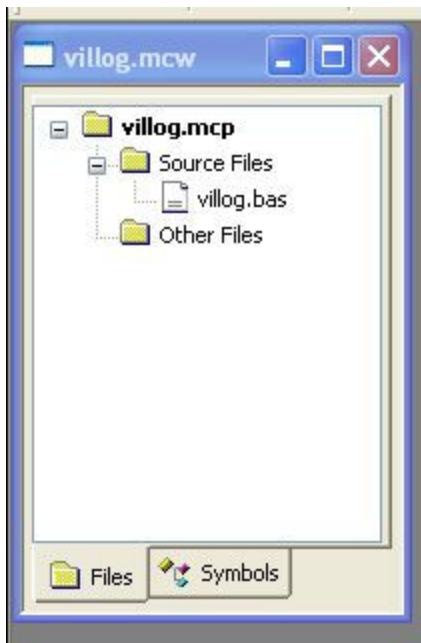 villog.mcw
villog.mcp
Source Files
villog.bas
Other Files
Files
Symbols